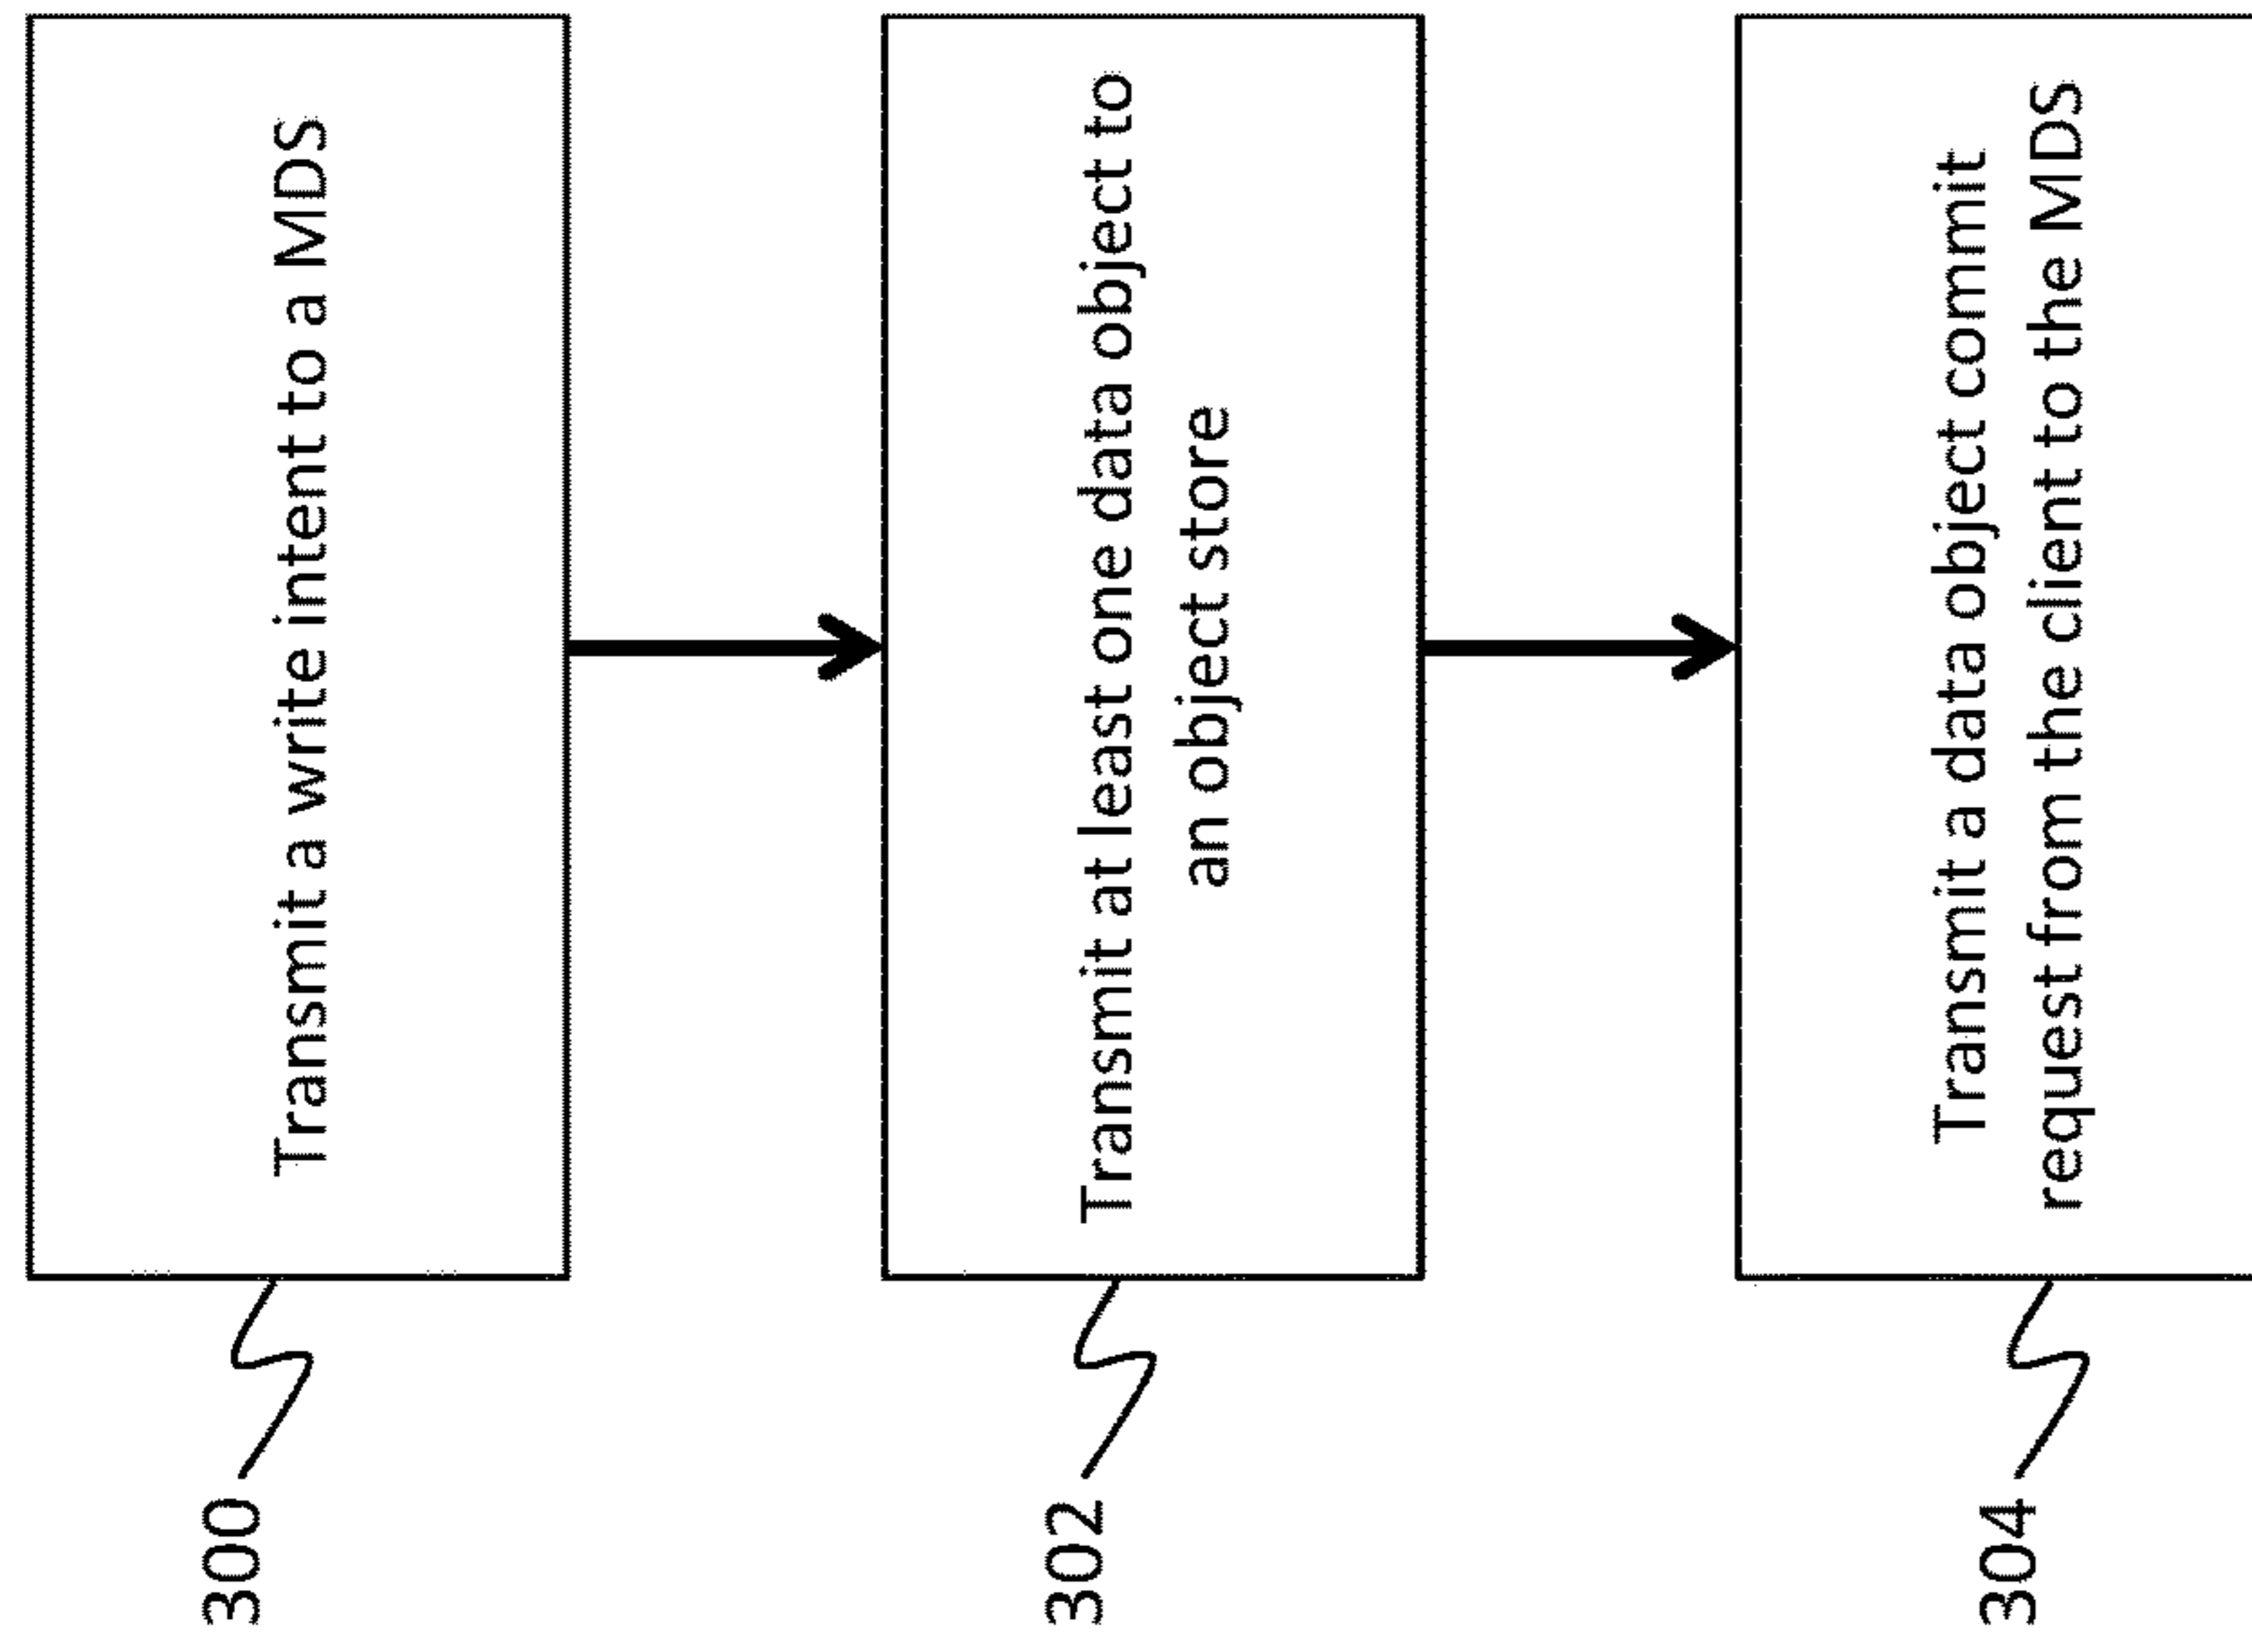 300
Transmit a write intent to a MDS
302
Transmit at least one data object to
an object store
304
Transmit a data object commit
request from the client to the MDS